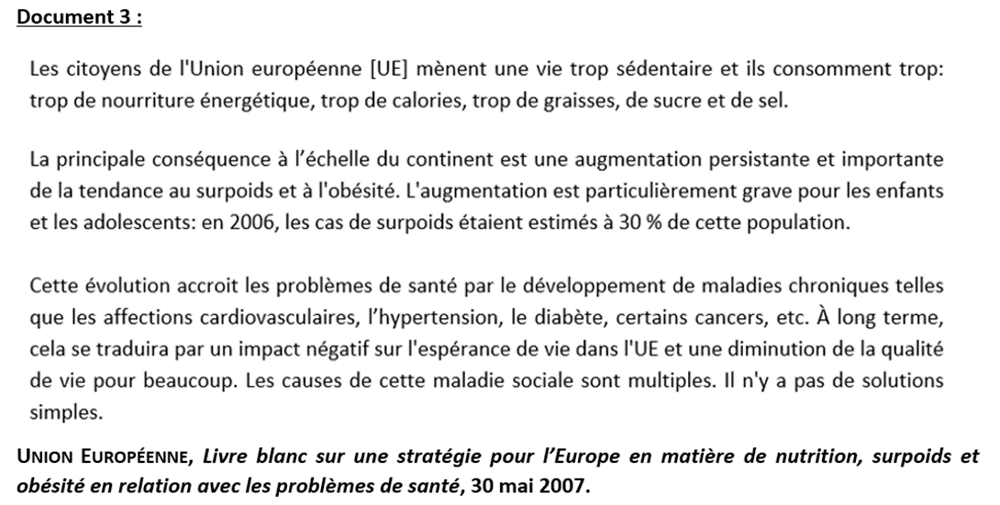 Document 3 :
Les citoyens de l'Union européenne [UE] mènent une vie trop sédentaire et ils consomment trop:
trop de nourriture énergétique, trop de calories, trop de graisses, de sucre et de sel.
La principale conséquence à l’échelle du continent est une augmentation persistante et importante
de la tendance au surpoids et à l'obésité. L'augmentation est particulièrement grave pour les enfants
et les adolescents: en 2006, les cas de surpoids étaient estimés à 30 % de cette population.
Cette évolution accroit les problèmes de santé par le développement de maladies chroniques telles
que les affections cardiovasculaires, l’hypertension, le diabète, certains cancers, etc. À long terme,
cela se traduira par un impact négatif sur l'espérance de vie dans l'UE et une diminution de la qualité
de vie pour beaucoup. Les causes de cette maladie sociale sont multiples. Il n'y a pas de solutions
simples.
UNION EUROPÉENNE, Livre blanc sur une stratégie pour l’Europe en matière de nutrition, surpoids et
obésité en relation avec les problèmes de santé, 30 mai 2007.